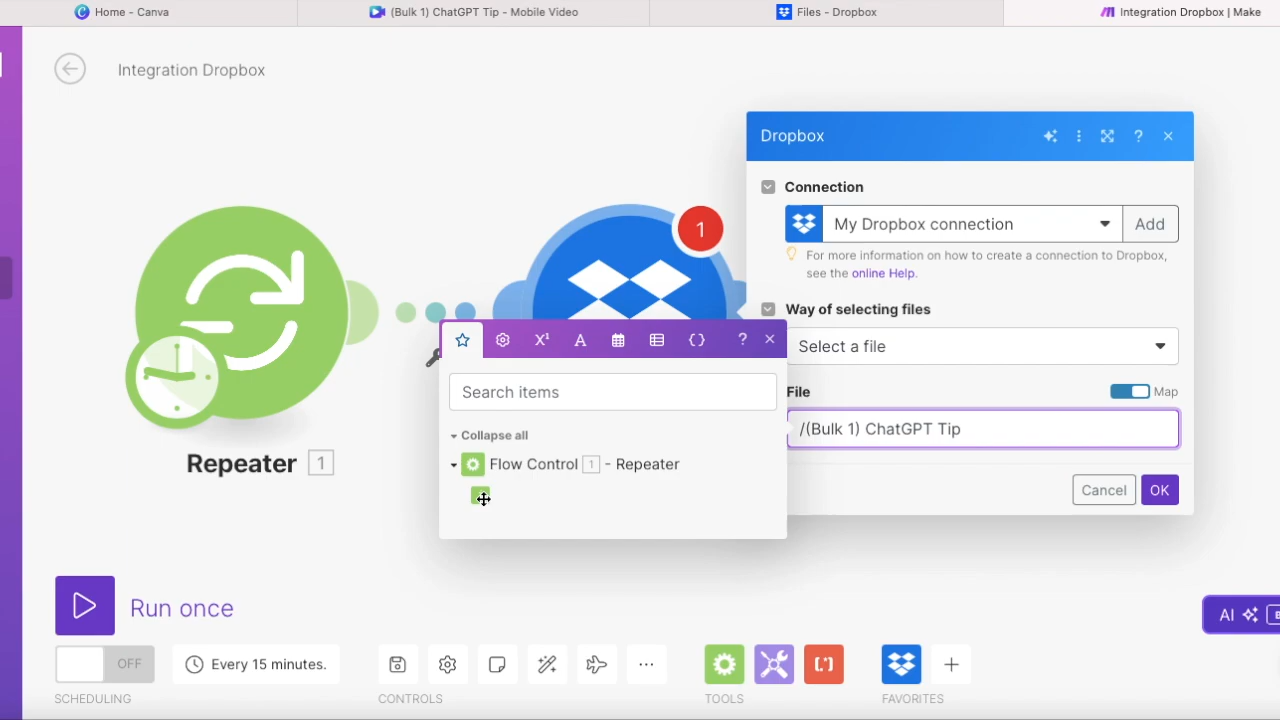 Home - Canva
(Bulk 1) ChatGPT Tip - Mobile Video
Files - Dropbox
Integration Dropbox | Make
Integration Dropbox
Dropbox
?
Connection
My Dropbox connection
Add
For more information on how to create a connection to Dropbox,
see the online Help.
1
Way of selecting files
Select a file
X¹
A
?
File
Map
Search items
/(Bulk 1) ChatGPT Tip
Collapse all
Flow Control 1 - Repeater
Repeater 1
Cancel
OK
Run once
AI
OFF
Every 15 minutes.
SCHEDULING
CONTROLS
TOOLS
FAVORITES